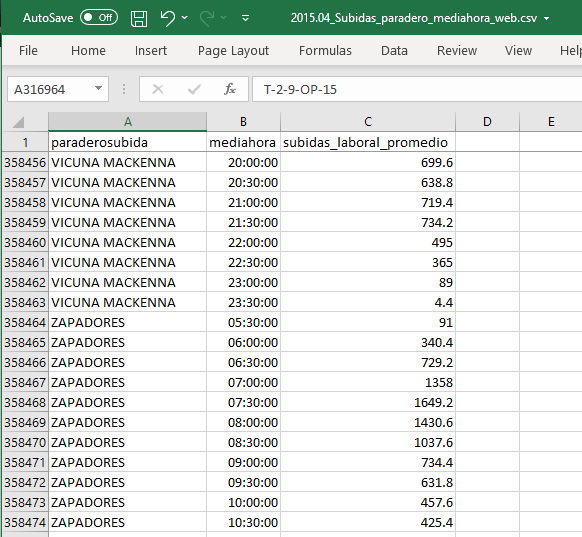 AutoSave Off 2015.04_Subidas_paradero_mediahora_web.csv
File Home Insert Page Layout Formulas Data Review View
A316964 fx T-2-9-OP-15
A B C D E
1 paraderosubida mediahora subidas_laboral_promedio
358456 VICUNA MACKENNA 20:00:00 699.6
358457 VICUNA MACKENNA 20:30:00 638.8
358458 VICUNA MACKENNA 21:00:00 719.4
358459 VICUNA MACKENNA 21:30:00 734.2
358460 VICUNA MACKENNA 22:00:00 495
358461 VICUNA MACKENNA 22:30:00 365
358462 VICUNA MACKENNA 23:00:00 89
358463 VICUNA MACKENNA 23:30:00 4.4
358464 ZAPADORES 05:30:00 91
358465 ZAPADORES 06:00:00 340.4
358466 ZAPADORES 06:30:00 729.2
358467 ZAPADORES 07:00:00 1358
358468 ZAPADORES 07:30:00 1649.2
358469 ZAPADORES 08:00:00 1430.6
358470 ZAPADORES 08:30:00 1037.6
358471 ZAPADORES 09:00:00 734.4
358472 ZAPADORES 09:30:00 631.8
358473 ZAPADORES 10:00:00 457.6
358474 ZAPADORES 10:30:00 425.4